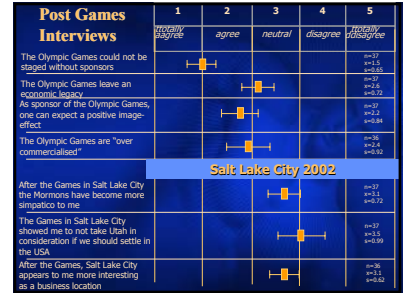 Post Games
Interviews
1 2 3 4 5
ttotally
aagree
agree
neutral
disagree
ttotally
ddisagree
The Olympic Games could not be
staged without sponsors
n=37
x=1.5
s=0.65
The Olympic Games leave an
economic legacy
n=37
x=2.6
s=0.72
As sponsor of the Olympic Games,
one can expect a positive image-
effect
n=37
x=2.2
s=0.84
The Olympic Games are "over
commercialised"
n=36
x=2.4
s=0.92
Salt Lake City 2002
After the Games in Salt Lake City
the Mormons have become more
simpatico to me
n=37
x=3.1
s=0.72
The Games in Salt Lake City
showed me to not take Utah in
consideration if we should settle in
the USA
n=37
x=3.5
s=0.99
After the Games, Salt Lake City
appears to me more interesting
as a business location
n=36
x=3.1
s=0.62